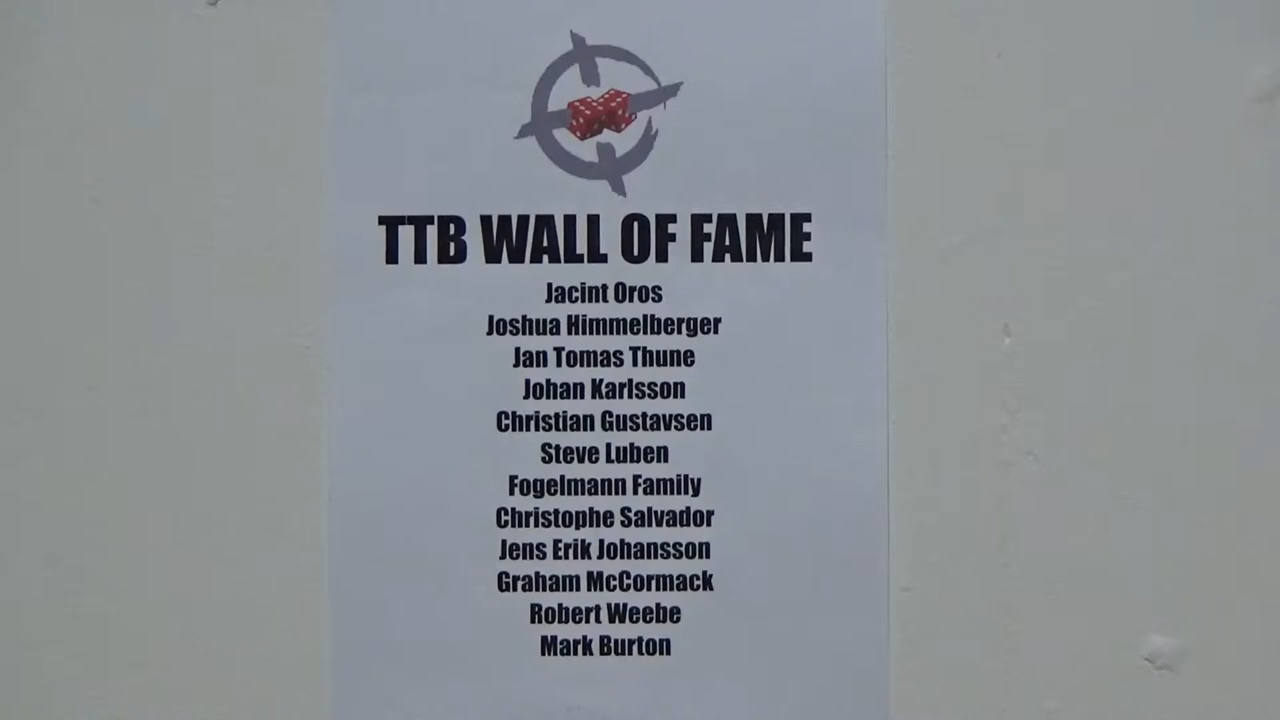 TTB WALL OF FAME
Jacint Oros
Joshua Himmelberger
Jan Tomas Thune
Johan Karlsson
Christian Gustavsen
Steve Luben
Fogelmann Family
Christophe Salvador
Jens Erik Johansson
Graham McCormack
Robert Weebe
Mark Burton